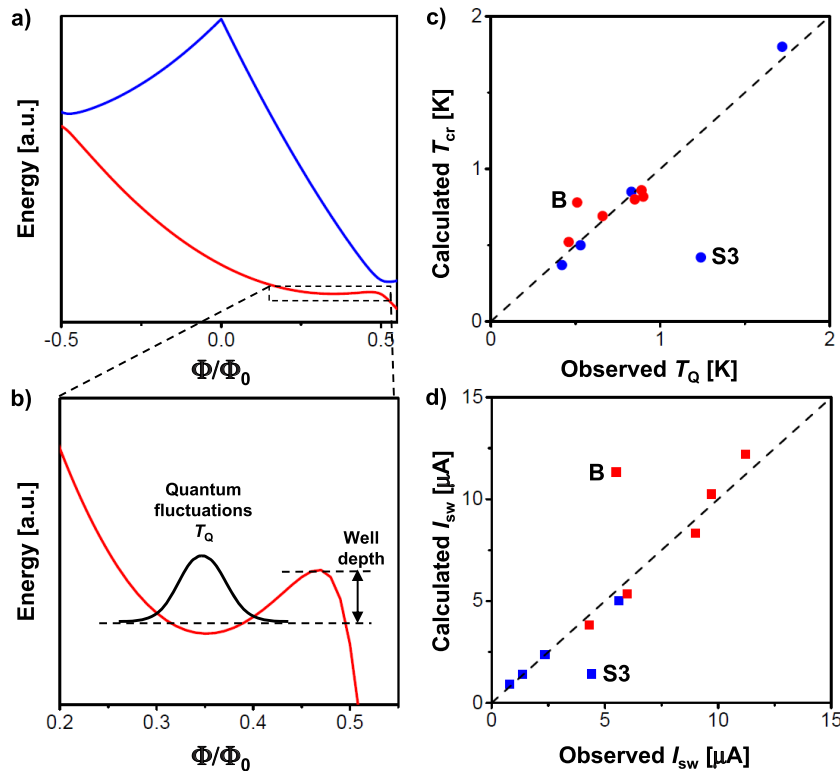 a)
Energy [a.u.]
-0.5
0.0
0.5
Φ/Φ0
b)
Energy [a.u.]
Quantum
fluctuations
TQ
Well
depth
0.2
0.3
0.4
0.5
Φ/Φ0
c)
Calculated Tcr [K]
2
1
0
B
S3
0
1
2
Observed TQ [K]
d)
Calculated Isw [μA]
15
10
5
0
B
S3
0
5
10
15
Observed Isw [μA]